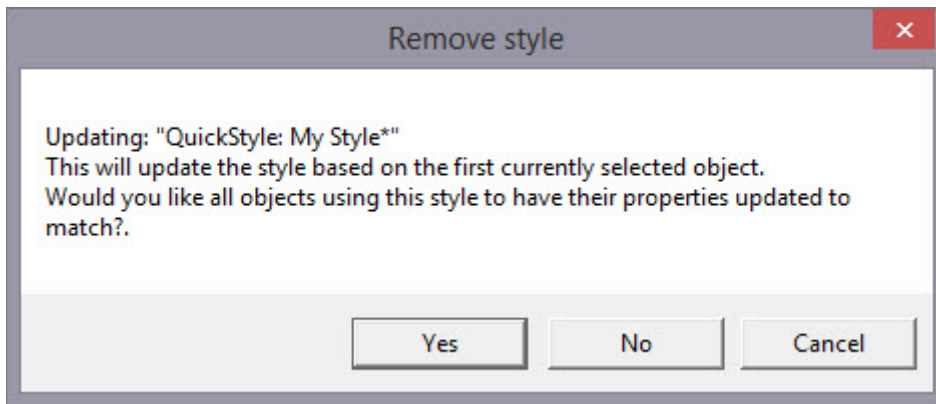 Remove style
Updating: "QuickStyle: My Style*"
This will update the style based on the first currently selected object.
Would you like all objects using this style to have their properties updated to
match?.
Yes No Cancel